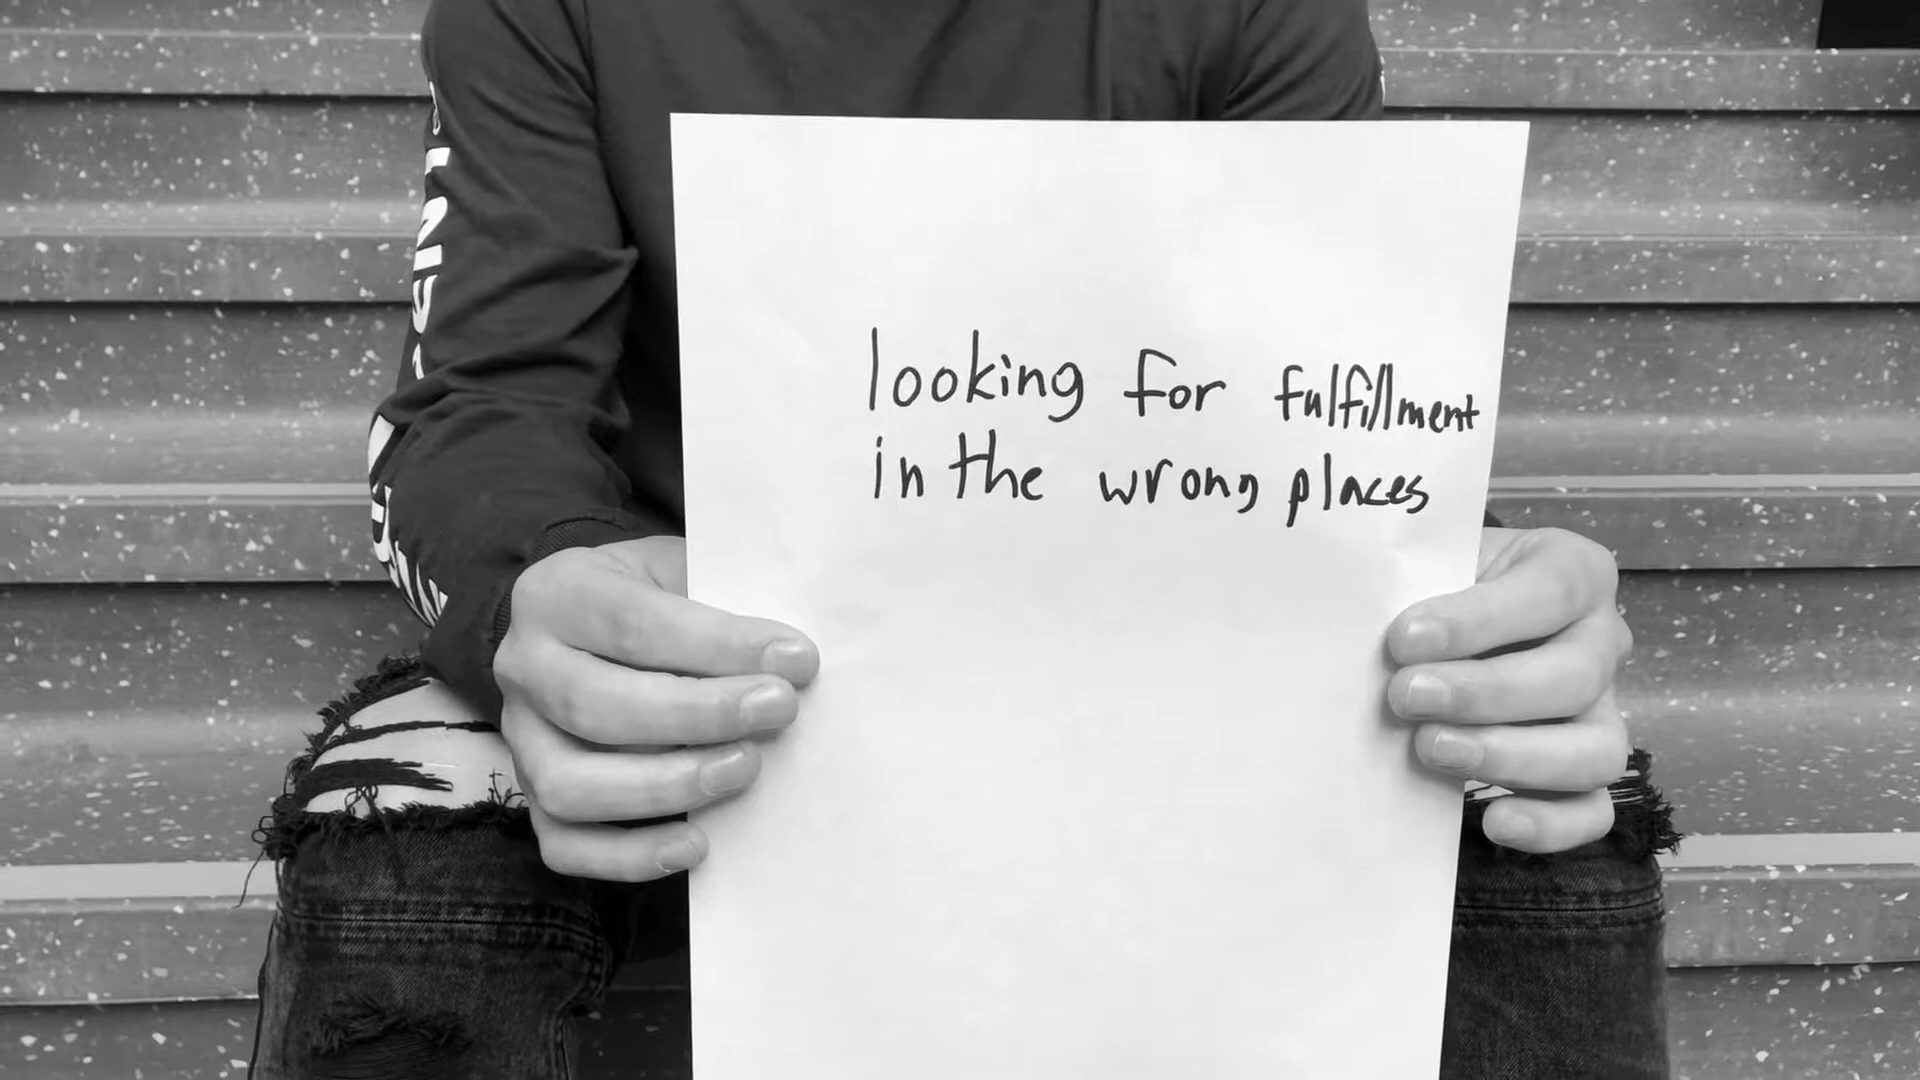 looking for fulfillment
in the wrong places